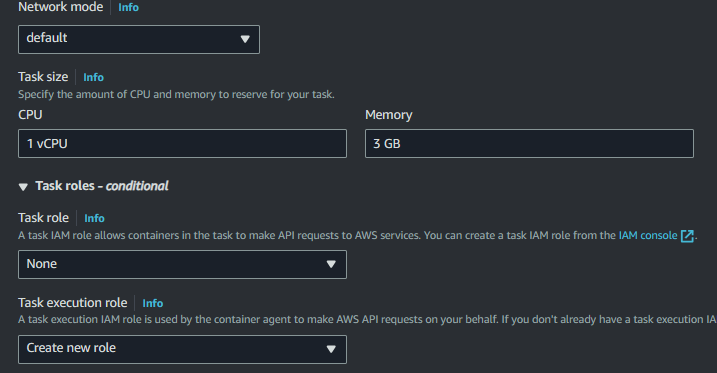 Network mode Info
default
Task size Info
Specify the amount of CPU and memory to reserve for your task.
CPU Memory
1 vCPU 3 GB
Task roles - conditional
Task role Info
A task IAM role allows containers in the task to make API requests to AWS services. You can create a task IAM role from the IAM console.
None
Task execution role Info
A task execution IAM role is used by the container agent to make AWS API requests on your behalf. If you don't already have a task execution IA
Create new role